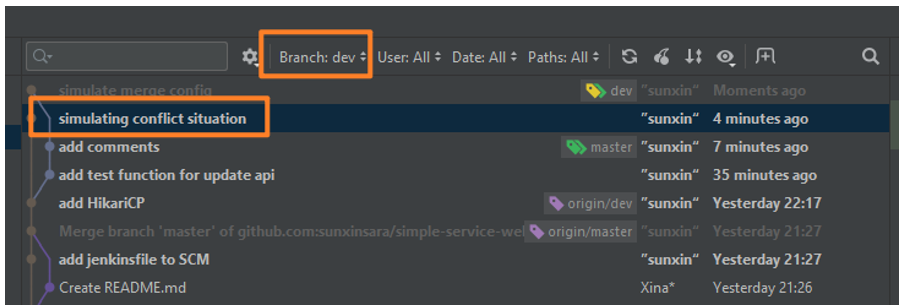 Branch: dev User: All Date: All Paths: All
simulate merge config dev "sunxin" Moments ago
simulating conflict situation "sunxin" 4 minutes ago
add comments master "sunxin" 7 minutes ago
add test function for update api "sunxin" 35 minutes ago
add HikariCP origin/dev "sunxin" Yesterday 22:17
Merge branch 'master' of github.com:sunxinsara/simple-service-we origin/master "sunxin" Yesterday 21:27
add jenkinsfile to SCM "sunxin" Yesterday 21:27
Create README.md Xina* Yesterday 21:26